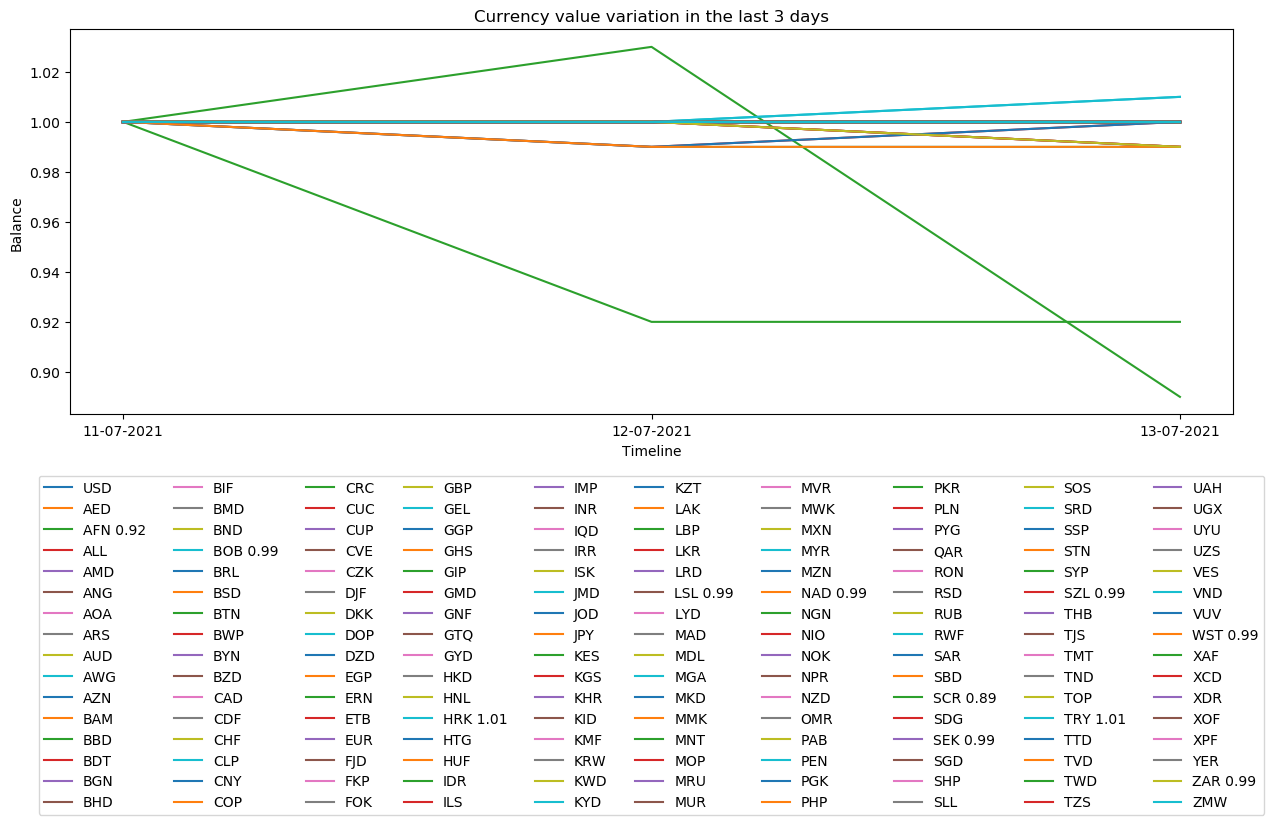 Currency value variation in the last 3 days
1.02
1.00
0.98
0.96
0.94
0.92
0.90
Balance
11-07-2021 12-07-2021 13-07-2021
Timeline
USD BIF CRC GBP IMP KZT MVR PKR SOS UAH
AED BMD CUC GEL INR LAK MWK PLN SRD UGX
AFN 0.92 BND CUP GGP IQD LBP MXN PYG SSP UYU
ALL BOB 0.99 CVE GHS IRR LKR MYR QAR STN UZS
AMD BRL CZK GIP ISK LRD MZN RON SYP VES
ANG BSD DJF GMD JMD LSL 0.99 NAD 0.99 RSD SZL 0.99 VND
AOA BTN DKK GNF JOD LYD NGN RUB THB VUV
ARS BWP DOP GTQ JPY MAD NIO RWF TJS WST 0.99
AUD BYN DZD GYD KES MDL NOK SAR TMT XAF
AWG BZD EGP HKD KGS MGA NPR SBD TND XCD
AZN CAD ERN HNL KHR MKD NZD SCR 0.89 TOP XDR
BAM CDF ETB HRK 1.01 KID MMK OMR SDG TRY 1.01 XOF
BBD CHF EUR HTG KMF MNT PAB SEK 0.99 TTD XPF
BDT CLP FJD HUF KRW MOP PEN SGD TVD YER
BGN CNY FKP IDR KWD MRU PGK SHP TWD ZAR 0.99
BHD COP FOK ILS KYD MUR PHP SLL TZS ZMW